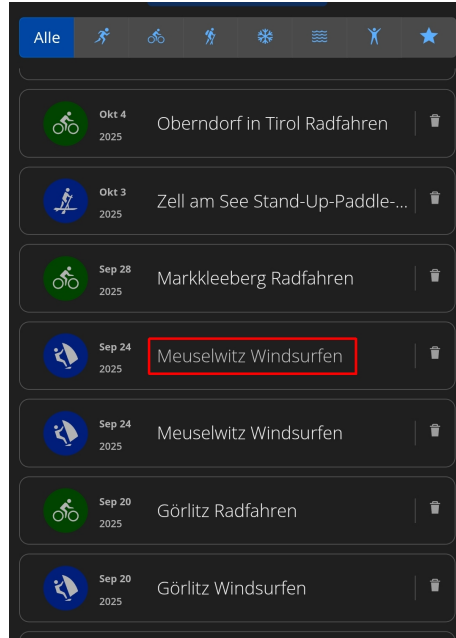 Alle
Okt 4
2025
Oberndorf in Tirol Radfahren
Okt 3
2025
Zell am See Stand-Up-Paddle-...
Sep 28
2025
Markkleeberg Radfahren
Sep 24
2025
Meuselwitz Windsurfen
Sep 24
2025
Meuselwitz Windsurfen
Sep 20
2025
Görlitz Radfahren
Sep 20
2025
Görlitz Windsurfen